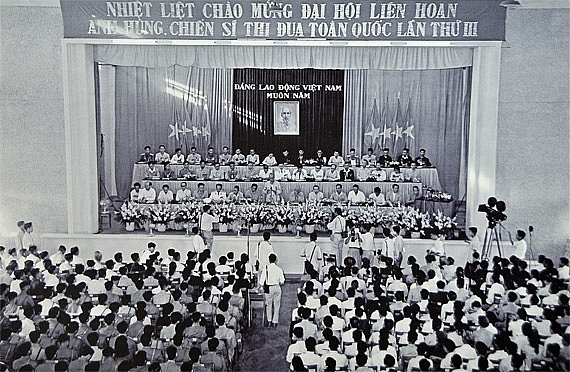 NHIỆT LIỆT CHÀO MỪNG ĐẠI HỘI LIÊN HOAN
ANH HÙNG, CHIẾN SĨ THI ĐUA TOÀN QUỐC LẦN THỨ III
ĐẢNG LAO ĐỘNG VIỆT NAM
MUÔN NĂM